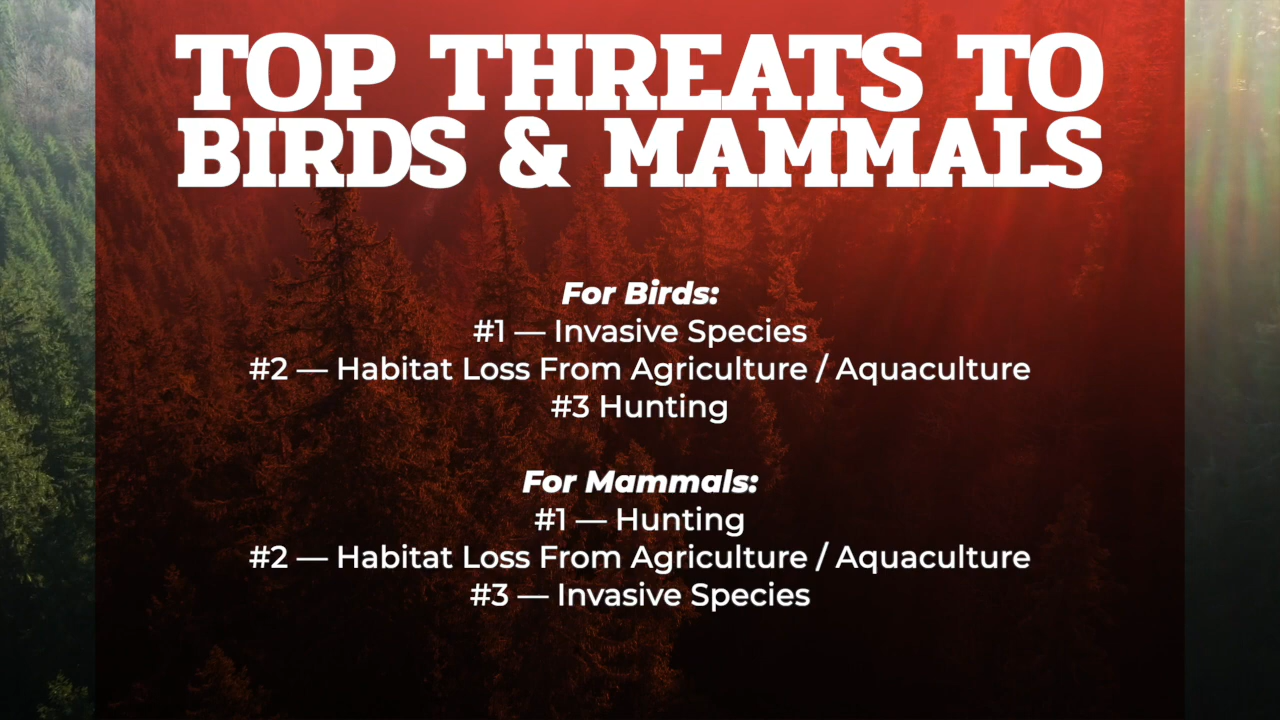 TOP THREATS TO
BIRDS & MAMMALS
For Birds:
#1 — Invasive Species
#2 — Habitat Loss From Agriculture / Aquaculture
#3 Hunting
For Mammals:
#1 — Hunting
#2 — Habitat Loss From Agriculture / Aquaculture
#3 — Invasive Species